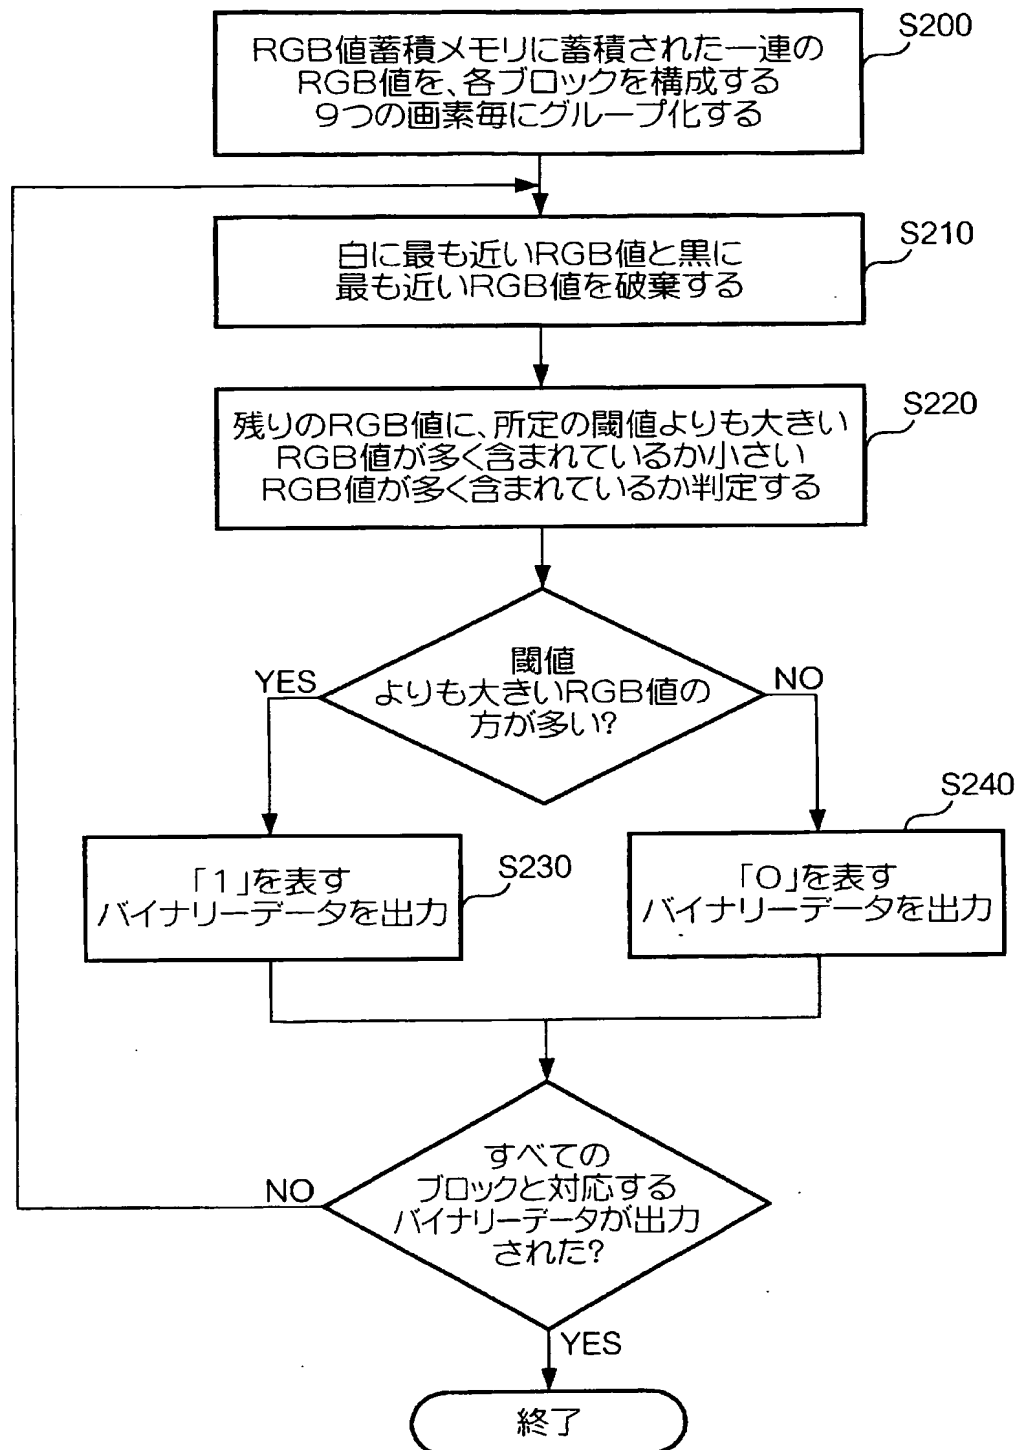 S200
RGB値蓄積メモリに蓄積された一連の
RGB値を、各ブロックを構成する
9つの画素毎にグループ化する
S210
白に最も近いRGB値と黒に
最も近いRGB値を破棄する
S220
残りのRGB値に、所定の閾値よりも大きい
RGB値が多く含まれているか小さい
RGB値が多く含まれているか判定する
閾値
よりも大きいRGB値の
方が多い?
YES
NO
S230
「1」を表す
バイナリーデータを出力
S240
「0」を表す
バイナリーデータを出力
すべての
ブロックと対応する
バイナリーデータが出力
された?
NO
YES
終了